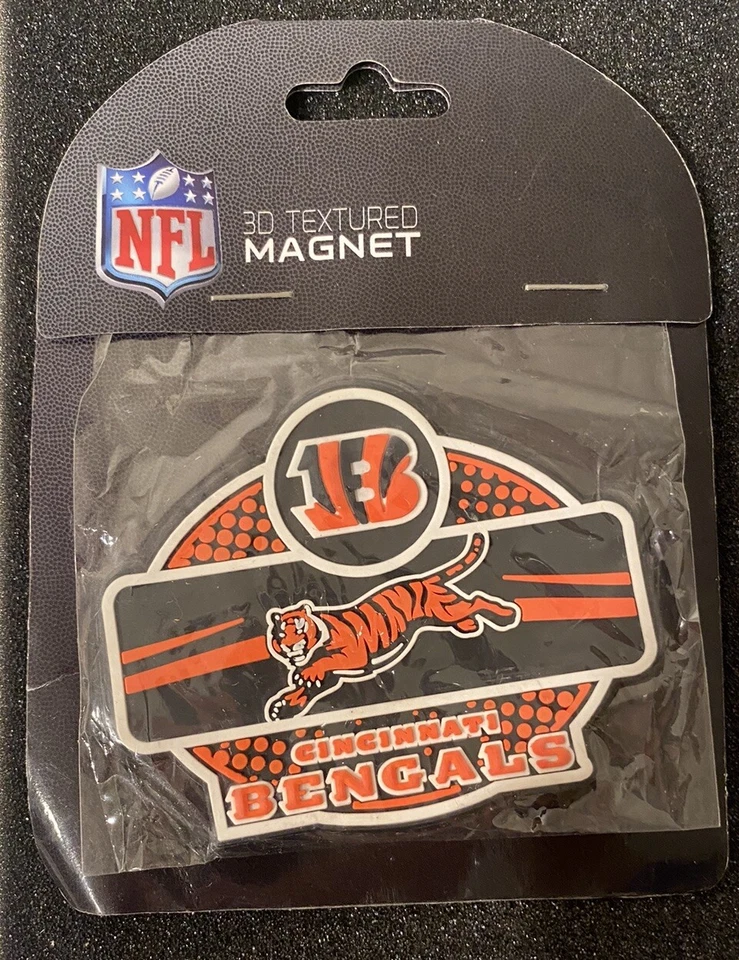 NFL
3D TEXTURED
MAGNET
B
CINCINNATI
BENGALS